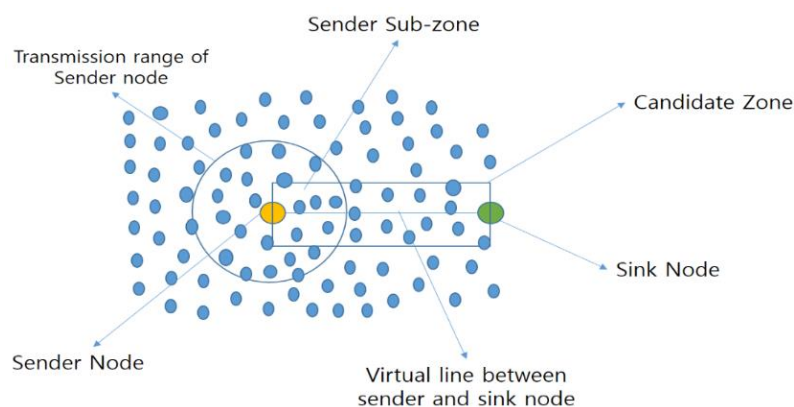 Sender Sub-zone
Transmission range of
Sender node
Candidate Zone
Sink Node
Sender Node
Virtual line between
sender and sink node